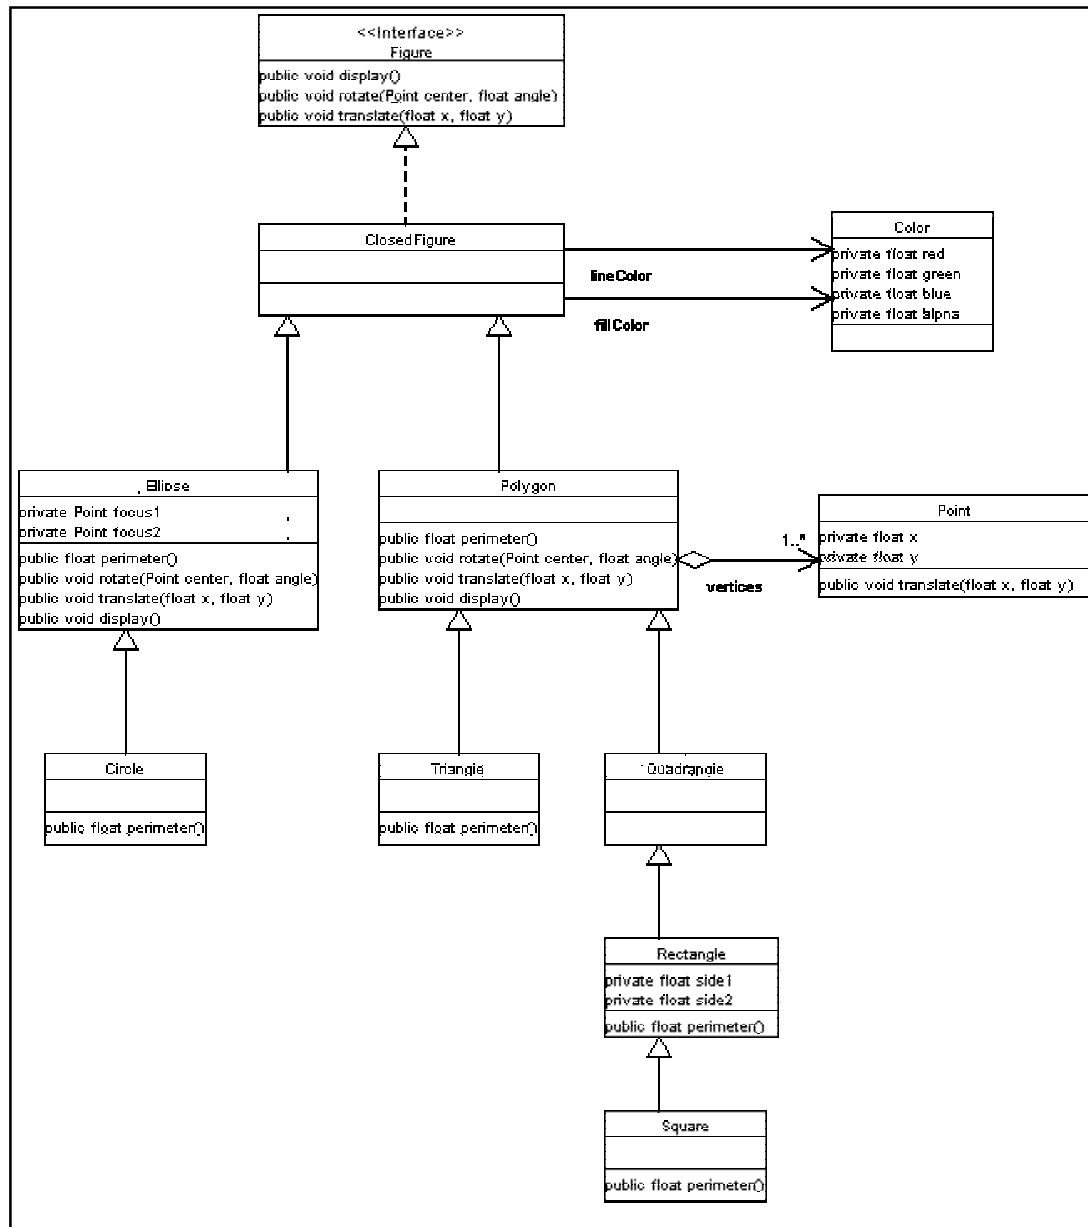 <<Interface>>
Figure
public void display()
public void rotate(Point center, float angle)
public void translate(float x, float y)
ClosedFigure
lineColor
fillColor
Color
private float red
private float green
private float blue
private float alpna
Ellipse
private Point focus1
private Point focus2
public float perimeter()
public void rotate(Point center, float angle)
public void translate(float x, float y)
public void display()
Polygon
public float perimeter()
public void rotate(Point center, float angle)
public void translate(float x, float y)
public void display()
1..*
vertices
Point
private float x
private float y
public void translate(float x, float y)
Circle
public float perimeter()
Triangle
public float perimeter()
Quadrangle
Rectangle
private float side1
private float side2
public float perimeter()
Square
public float perimeter()